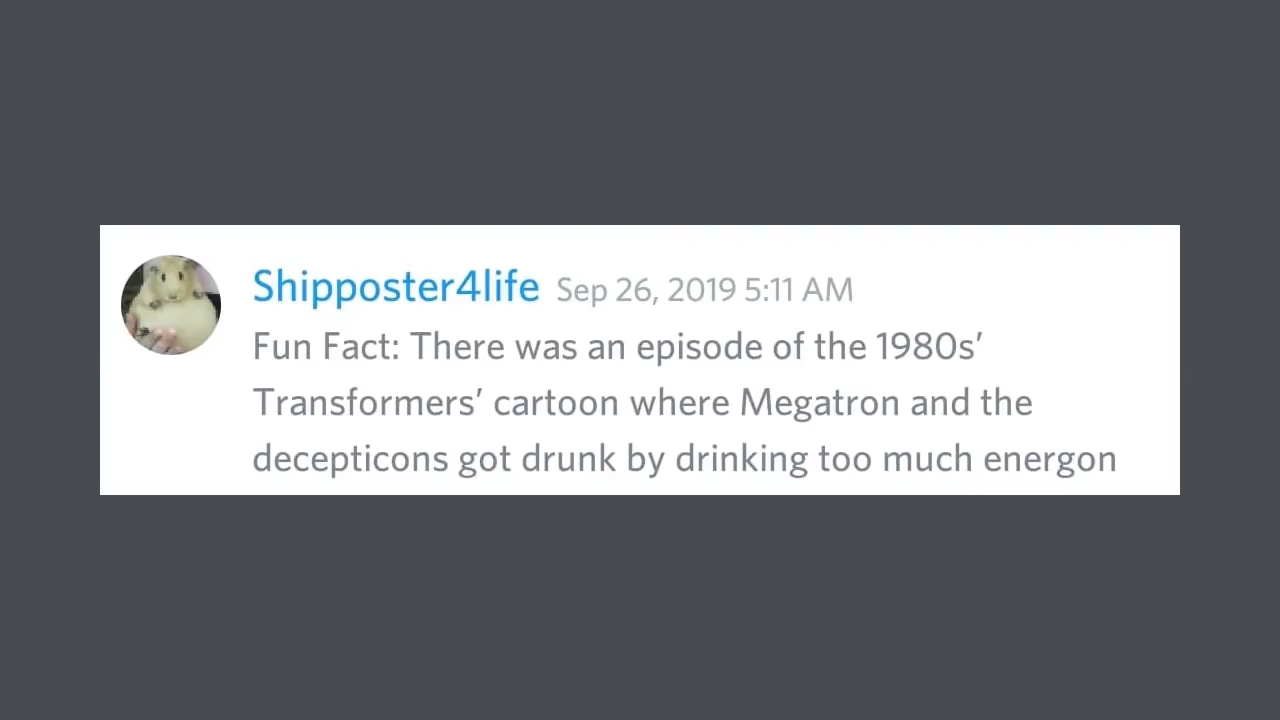 Shipposter4life Sep 26, 2019 5:11 AM
Fun Fact: There was an episode of the 1980s’
Transformers’ cartoon where Megatron and the
decepticons got drunk by drinking too much energon